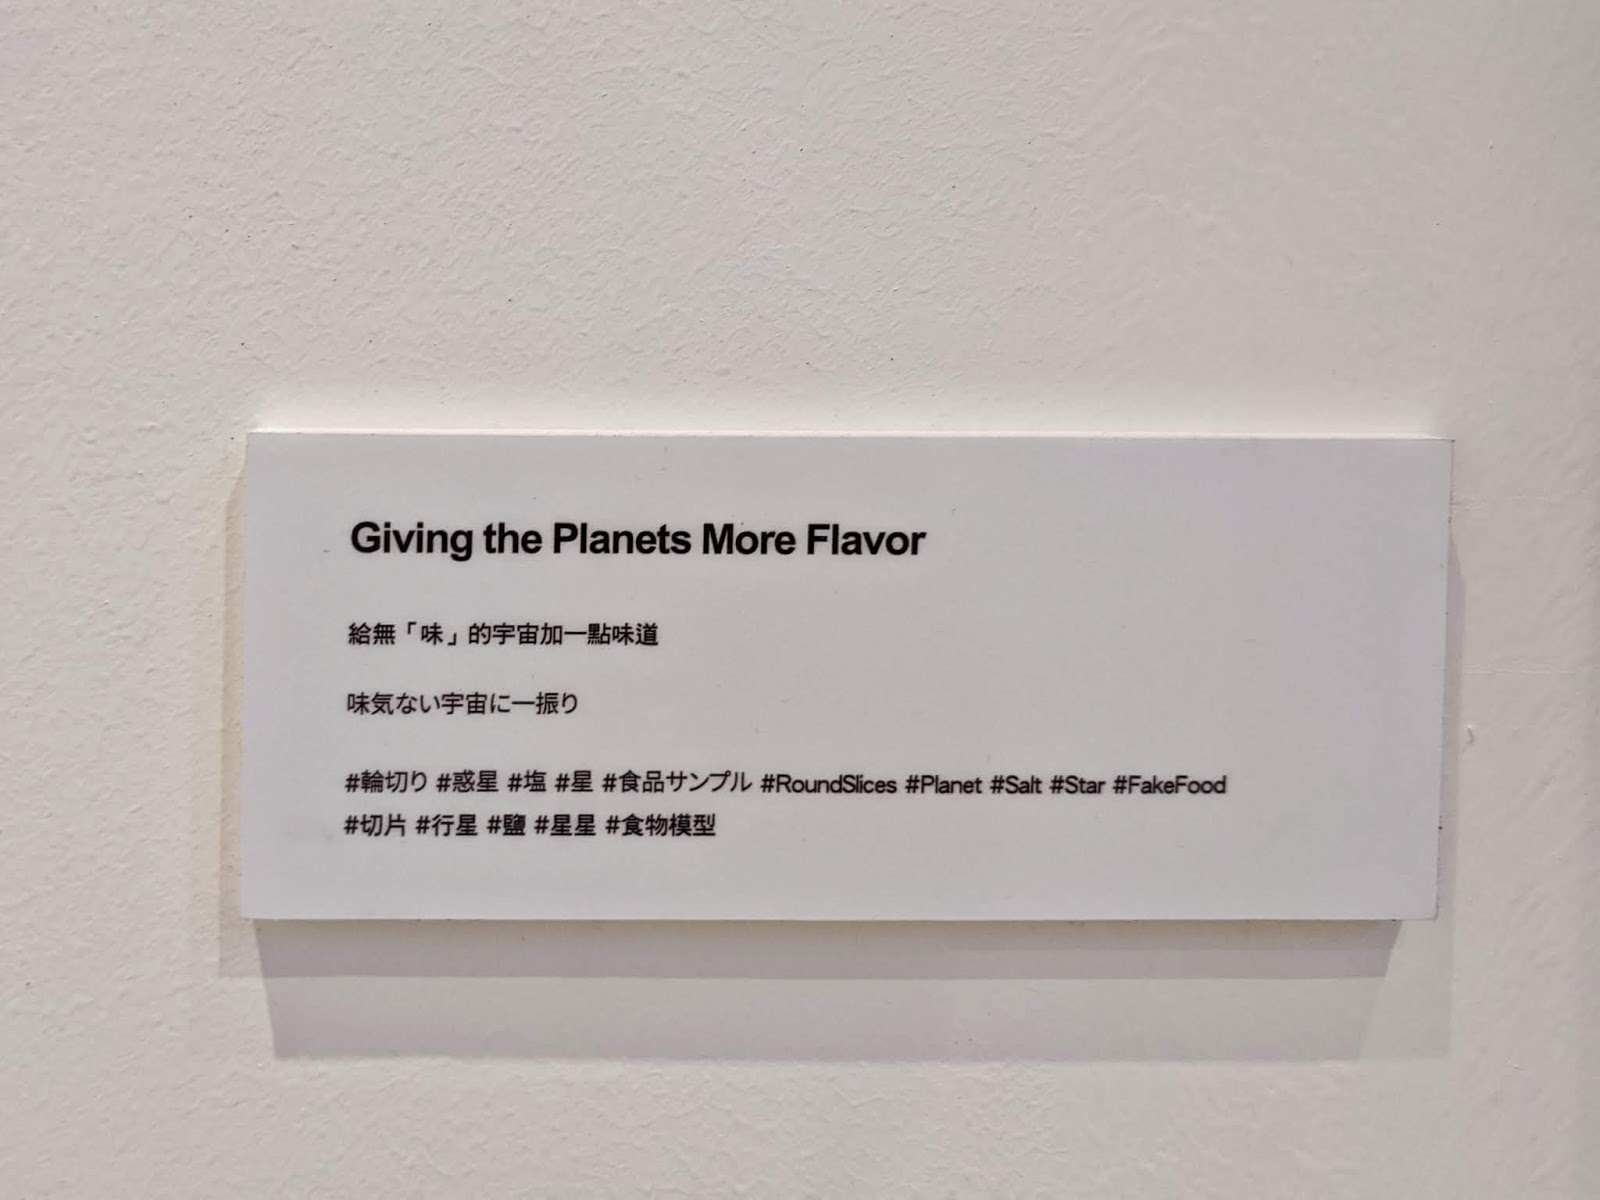 Giving the Planets More Flavor
給無「味」的宇宙加一點味道
味気ない宇宙に一振り
#輪切り #惑星 #塩 #星 #食品サンプル #RoundSlices #Planet #Salt #Star #FakeFood
#切片 #行星 #鹽 #星星 #食物模型